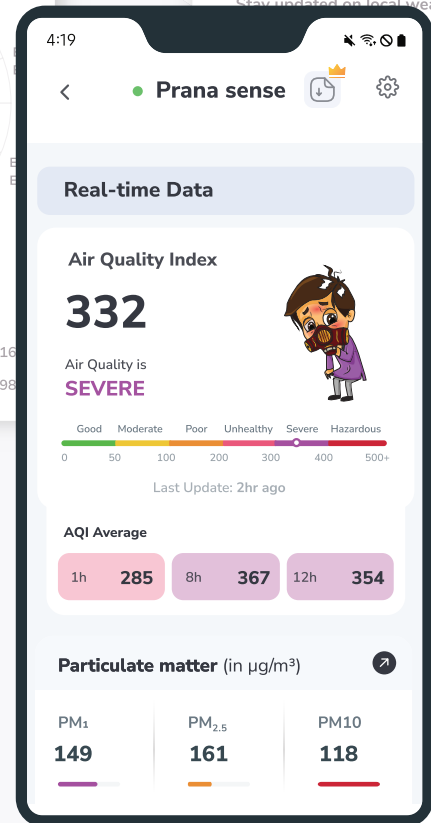 Stay updated on local wea
4:19
Prana sense
Real-time Data
Air Quality Index
332
Air Quality is
SEVERE
Good Moderate Poor Unhealthy Severe Hazardous
0 50 100 200 300 400 500+
Last Update: 2hr ago
AQI Average
1h 285 8h 367 12h 354
Particulate matter (in µg/m³)
PM₁ PM₂.₅ PM10
149 161 118
16
98